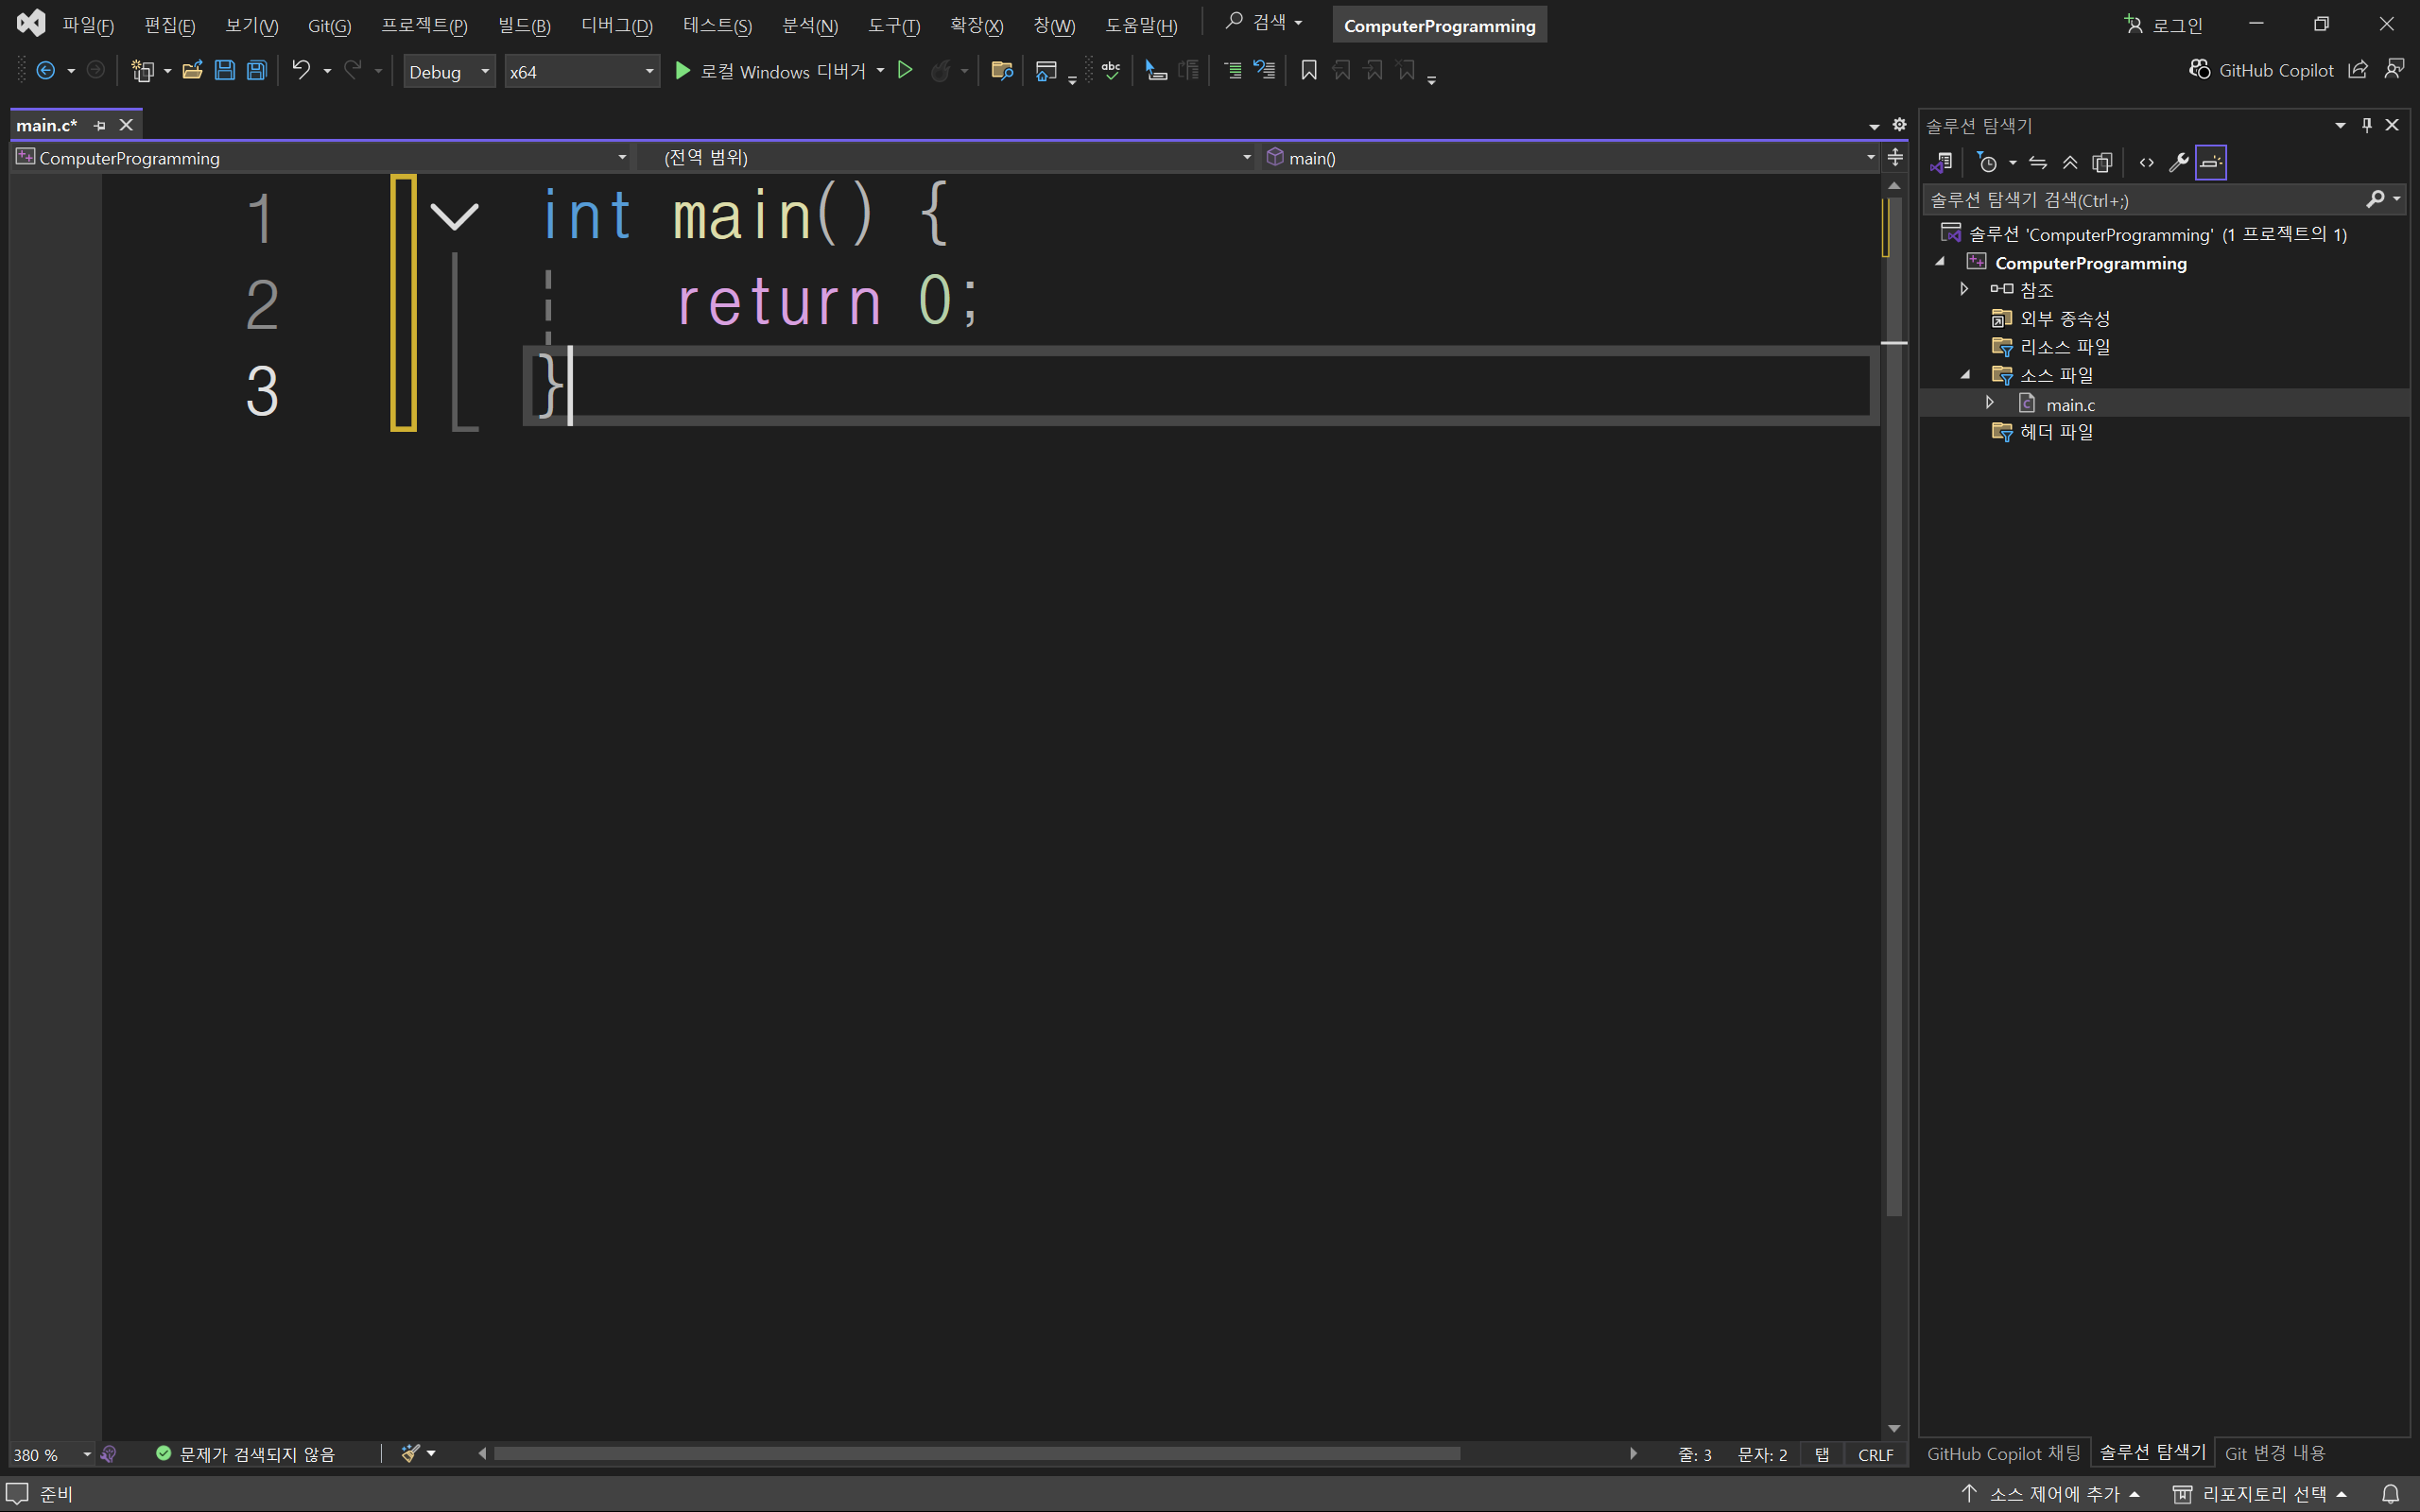 파일(F) 편집(E) 보기(V) Git(G) 프로젝트(P) 빌드(B) 디버그(D) 테스트(S) 분석(N) 도구(T) 확장(X) 창(W) 도움말(H) 검색 ComputerProgramming 로그인
Debug x64 로컬 Windows 디버거 abc GitHub Copilot
main.c*
ComputerProgramming (전역 범위) main()
1 int main() {
2 return 0;
3 }
솔루션 탐색기
솔루션 탐색기 검색(Ctrl+;)
솔루션 'ComputerProgramming' (1 프로젝트의 1)
ComputerProgramming
참조
외부 종속성
리소스 파일
소스 파일
main.c
헤더 파일
380 % 문제가 검색되지 않음 줄: 3 문자: 2 탭 CRLF
GitHub Copilot 채팅 솔루션 탐색기 Git 변경 내용
준비 소스 제어에 추가 리포지토리 선택